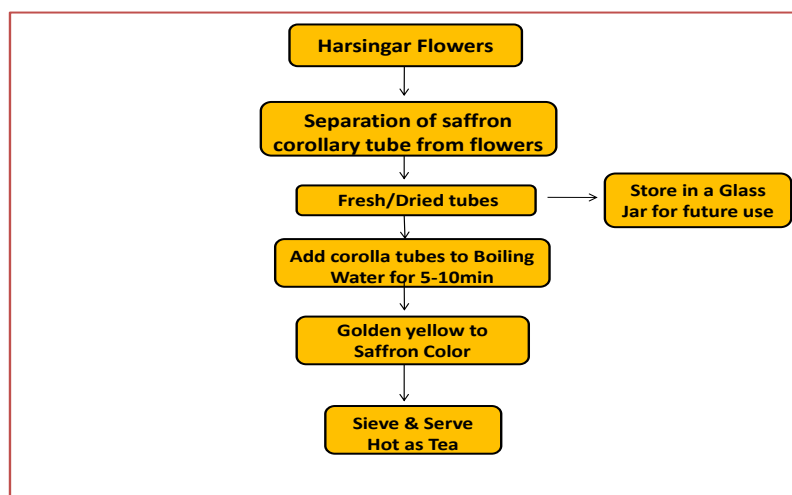 Harsingar Flowers
Separation of saffron
corollary tube from flowers
Fresh/Dried tubes
Store in a Glass
Jar for future use
Add corolla tubes to Boiling
Water for 5-10min
Golden yellow to
Saffron Color
Sieve & Serve
Hot as Tea